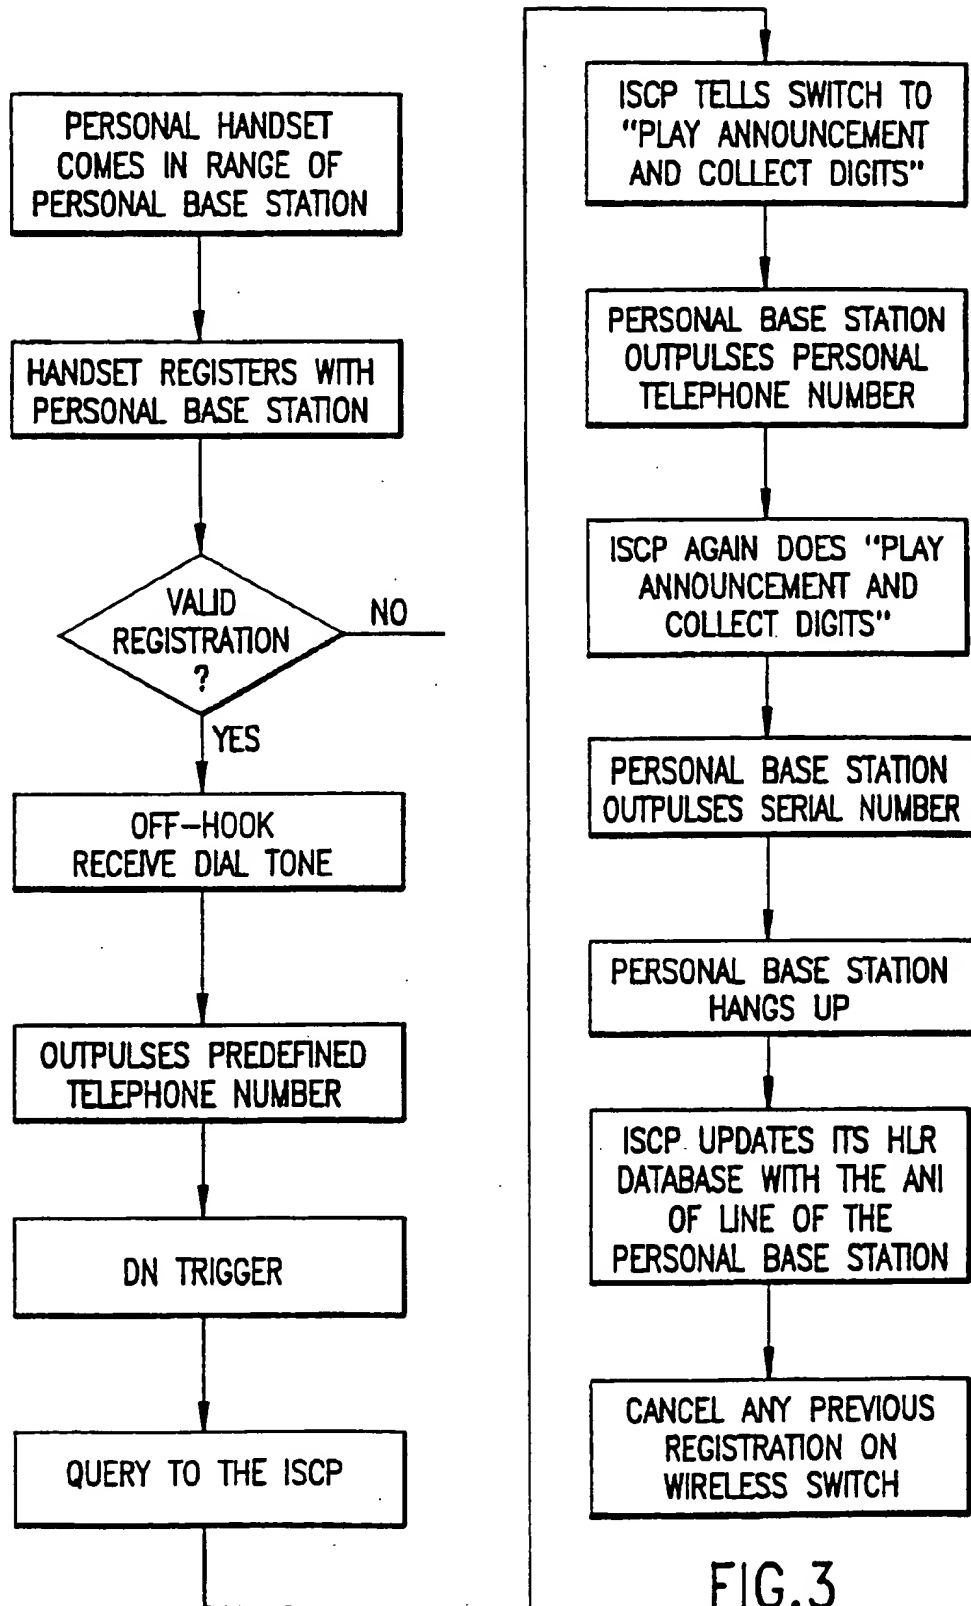 PERSONAL HANDSET
COMES IN RANGE OF
PERSONAL BASE STATION
HANDSET REGISTERS WITH
PERSONAL BASE STATION
VALID
REGISTRATION
?
NO
YES
OFF-HOOK
RECEIVE DIAL TONE
OUTPULSES PREDEFINED
TELEPHONE NUMBER
DN TRIGGER
QUERY TO THE ISCP
ISCP TELLS SWITCH TO
"PLAY ANNOUNCEMENT
AND COLLECT DIGITS"
PERSONAL BASE STATION
OUTPULSES PERSONAL
TELEPHONE NUMBER
ISCP AGAIN DOES "PLAY
ANNOUNCEMENT AND
COLLECT DIGITS"
PERSONAL BASE STATION
OUTPULSES SERIAL NUMBER
PERSONAL BASE STATION
HANGS UP
ISCP UPDATES ITS HLR
DATABASE WITH THE ANI
OF LINE OF THE
PERSONAL BASE STATION
CANCEL ANY PREVIOUS
REGISTRATION ON
WIRELESS SWITCH
FIG.3